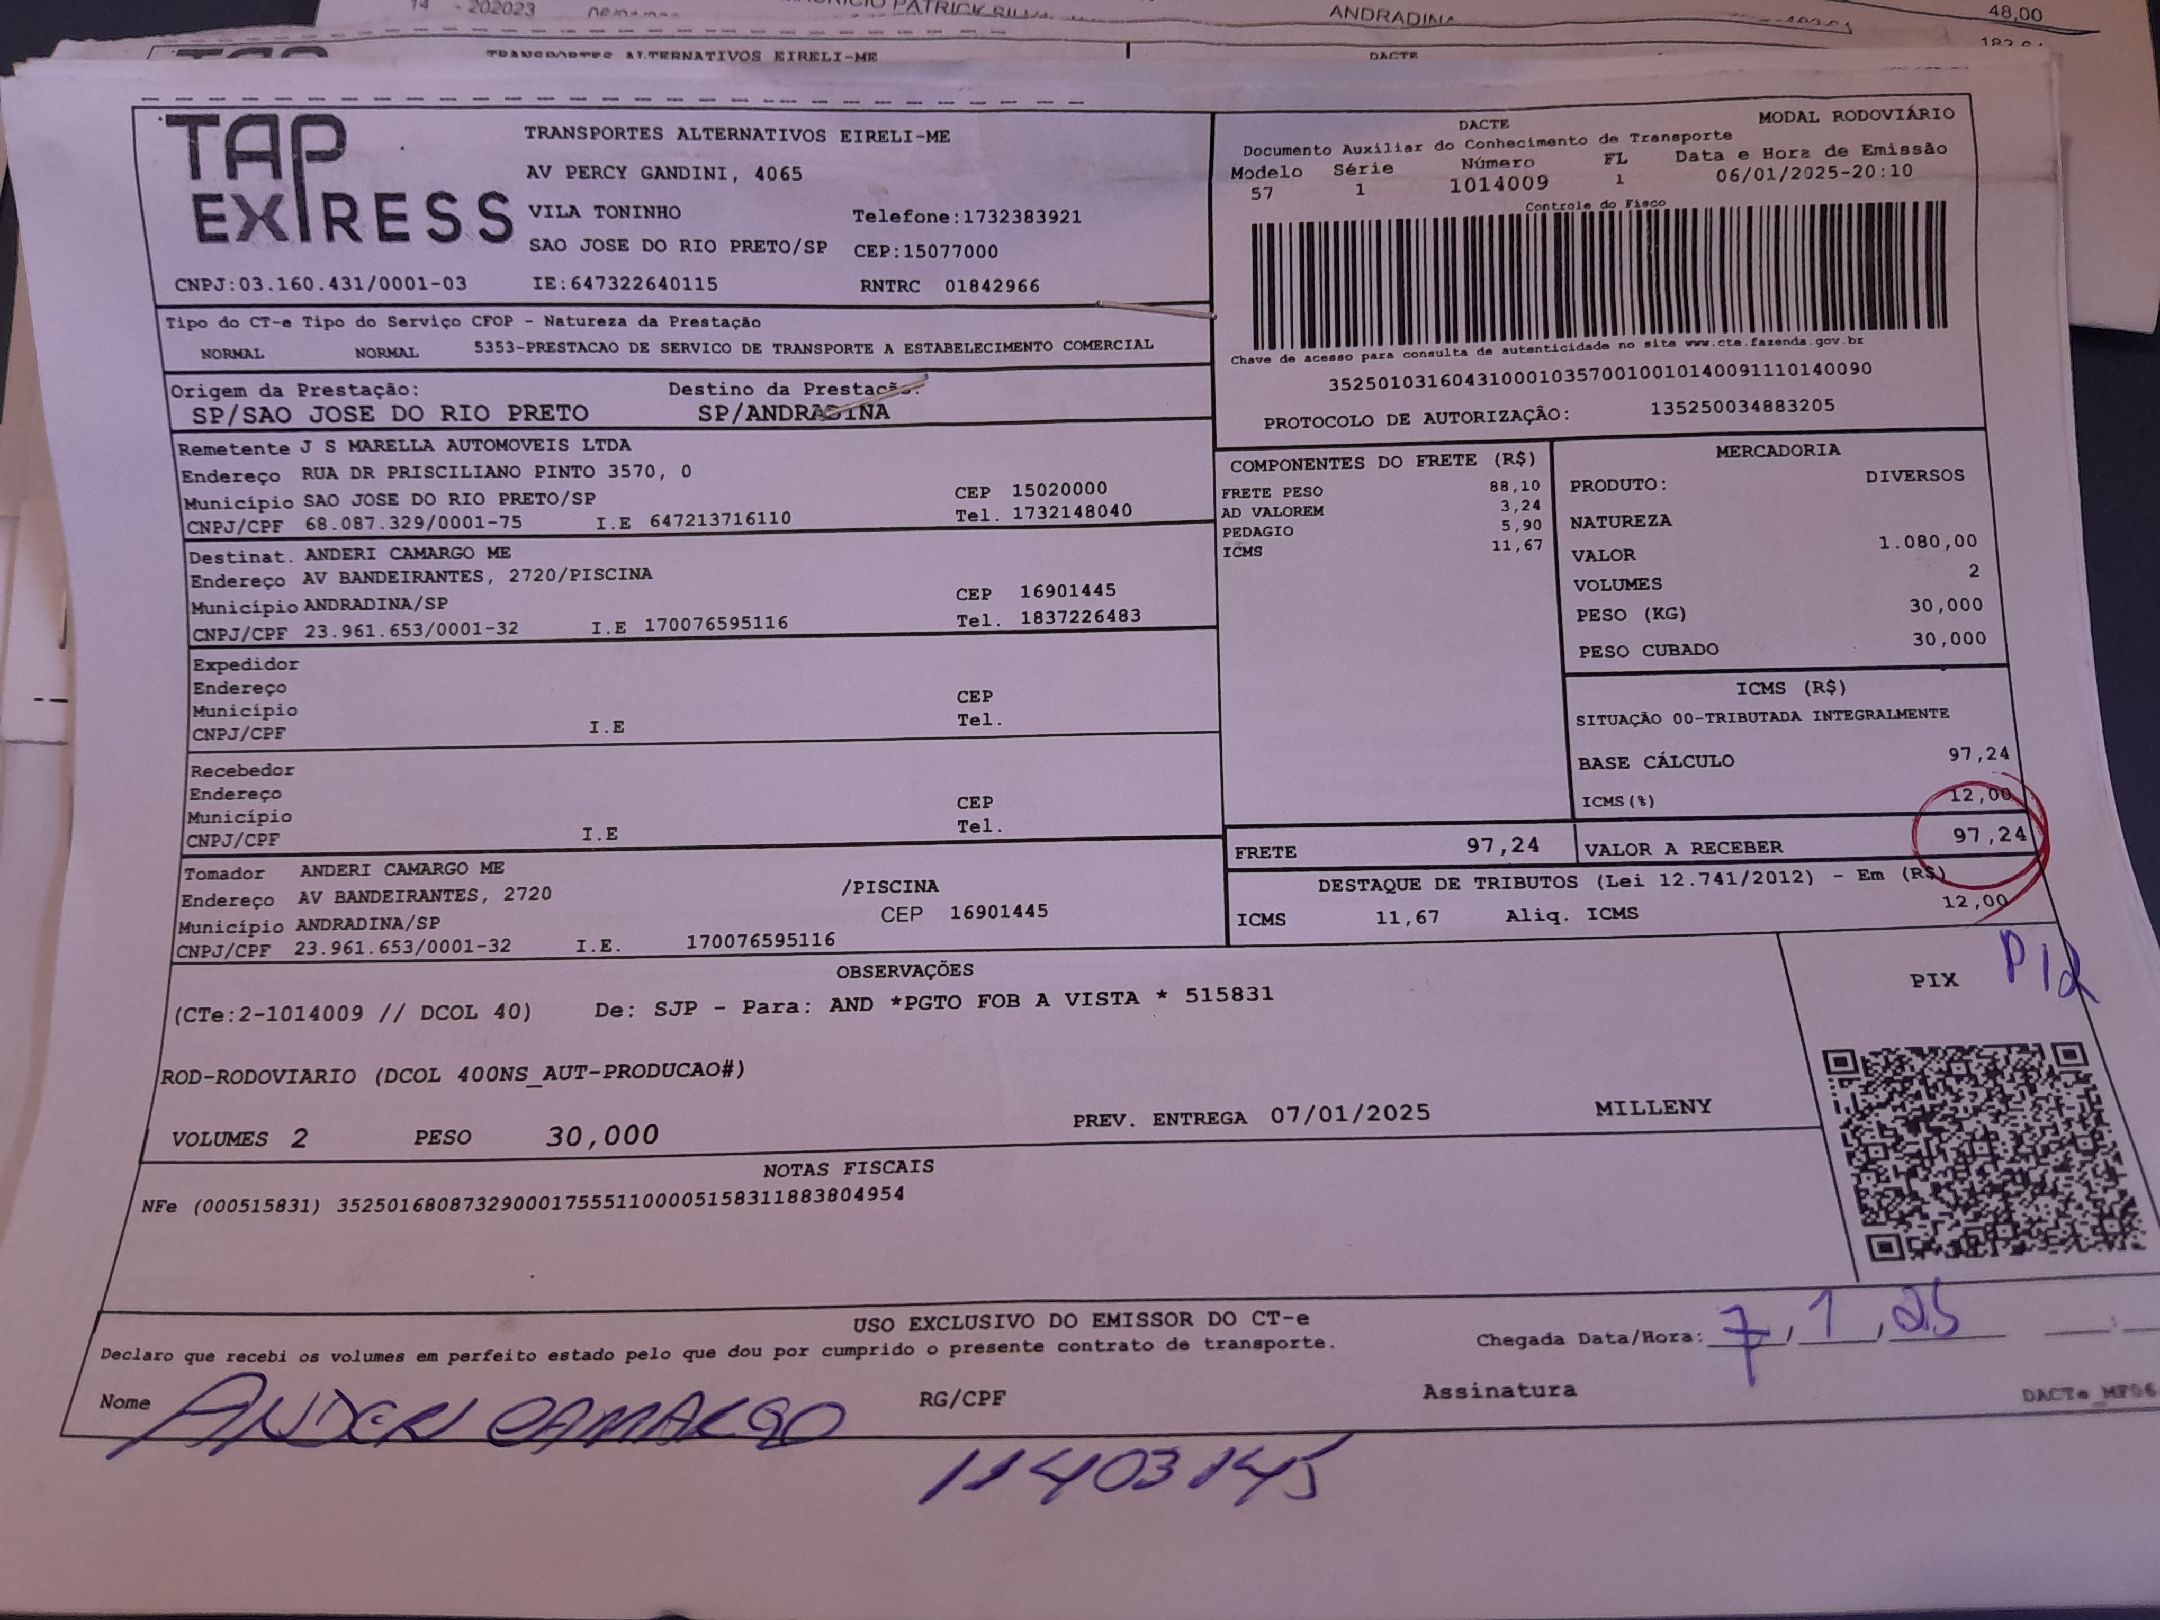 ANDRADINA
48,00
TRANSPORTES ALTERNATIVOS EIRELI-ME
DACTE
TAP EXPRESS
TRANSPORTES ALTERNATIVOS EIRELI-ME
AV PERCY GANDINI, 4065
VILA TONINHO Telefone:1732383921
SAO JOSE DO RIO PRETO/SP CEP:15077000
CNPJ:03.160.431/0001-03 IE:647322640115 RNTRC 01842966
DACTE MODAL RODOVIÁRIO
Documento Auxiliar do Conhecimento de Transporte
Modelo Série Número FL Data e Hora de Emissão
57 1 1014009 1 06/01/2025-20:10
Controle do Fisco
Chave de acesso para consulta de autenticidade no site www.cte.fazenda.gov.br
35250103160431000103570010010140091110140090
PROTOCOLO DE AUTORIZAÇÃO: 135250034883205
Tipo do CT-e Tipo do Serviço CFOP - Natureza da Prestação
NORMAL NORMAL 5353-PRESTACAO DE SERVICO DE TRANSPORTE A ESTABELECIMENTO COMERCIAL
Origem da Prestação: Destino da Prestação:
SP/SAO JOSE DO RIO PRETO SP/ANDRADINA
Remetente J S MARELLA AUTOMOVEIS LTDA
Endereço RUA DR PRISCILIANO PINTO 3570, 0
Município SAO JOSE DO RIO PRETO/SP CEP 15020000
CNPJ/CPF 68.087.329/0001-75 I.E 647213716110 Tel. 1732148040
Destinat. ANDERI CAMARGO ME
Endereço AV BANDEIRANTES, 2720/PISCINA
Município ANDRADINA/SP CEP 16901445
CNPJ/CPF 23.961.653/0001-32 I.E 170076595116 Tel. 1837226483
Expedidor
Endereço
Município CEP
CNPJ/CPF I.E Tel.
Recebedor
Endereço
Município CEP
CNPJ/CPF I.E Tel.
Tomador ANDERI CAMARGO ME
Endereço AV BANDEIRANTES, 2720 /PISCINA
Município ANDRADINA/SP CEP 16901445
CNPJ/CPF 23.961.653/0001-32 I.E. 170076595116
COMPONENTES DO FRETE (R$)
FRETE PESO 88,10
AD VALOREM 3,24
PEDAGIO 5,90
ICMS 11,67
MERCADORIA
PRODUTO: DIVERSOS
NATUREZA
VALOR 1.080,00
VOLUMES 2
PESO (KG) 30,000
PESO CUBADO 30,000
ICMS (R$)
SITUAÇÃO 00-TRIBUTADA INTEGRALMENTE
BASE CÁLCULO 97,24
ICMS(%) 12,00
FRETE 97,24 VALOR A RECEBER 97,24
DESTAQUE DE TRIBUTOS (Lei 12.741/2012) - Em (R$)
ICMS 11,67 Aliq. ICMS 12,00
OBSERVAÇÕES
(CTe:2-1014009 // DCOL 40) De: SJP - Para: AND *PGTO FOB A VISTA * 515831
ROD-RODOVIARIO (DCOL 400NS_AUT-PRODUCAO#)
VOLUMES 2 PESO 30,000 PREV. ENTREGA 07/01/2025 MILLENY
PIX
NOTAS FISCAIS
NFe (000515831) 35250168087329000175551100005158311883804954
USO EXCLUSIVO DO EMISSOR DO CT-e
Declaro que recebi os volumes em perfeito estado pelo que dou por cumprido o presente contrato de transporte.
Chegada Data/Hora: 7/1/25
Nome ANDERI CAMARGO RG/CPF Assinatura
11403145